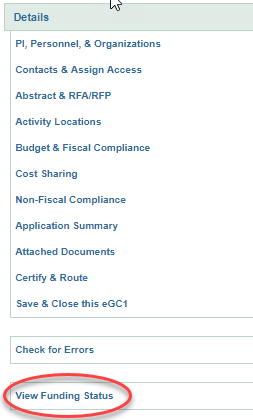 Details
PI, Personnel, & Organizations
Contacts & Assign Access
Abstract & RFA/RFP
Activity Locations
Budget & Fiscal Compliance
Cost Sharing
Non-Fiscal Compliance
Application Summary
Attached Documents
Certify & Route
Save & Close this eGC1
Check for Errors
View Funding Status